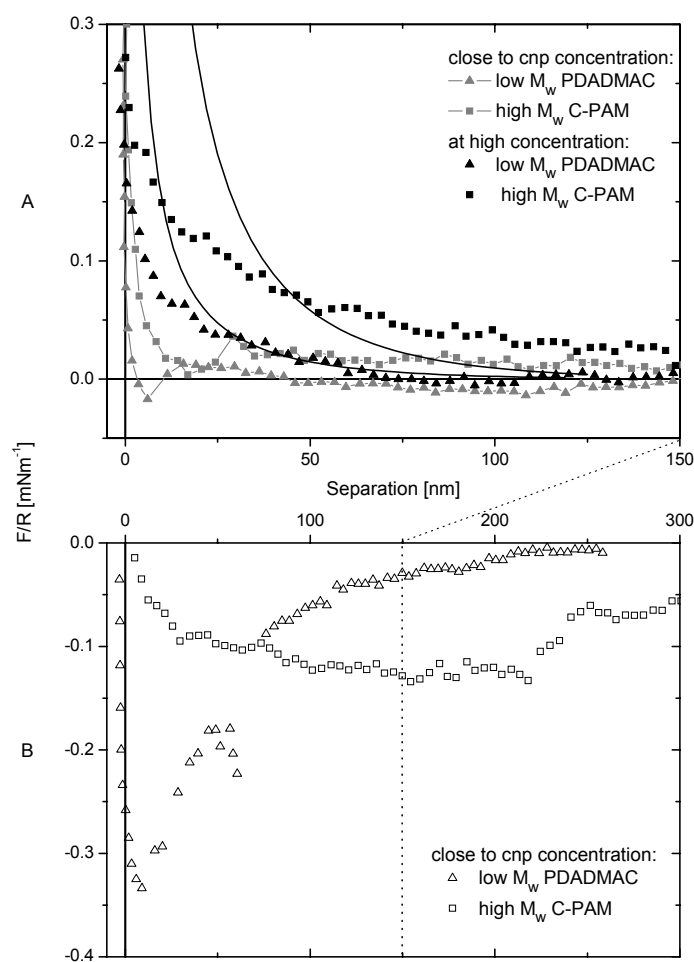 0.3
0.2
0.1
0.0
A
close to cnp concentration:
low Mw PDADMAC
high Mw C-PAM
at high concentration:
low Mw PDADMAC
high Mw C-PAM
0 50 100 150
Separation [nm]
F/R [mNm-1]
0 100 200 300
0.0
-0.1
-0.2
-0.3
-0.4
B
close to cnp concentration:
low Mw PDADMAC
high Mw C-PAM